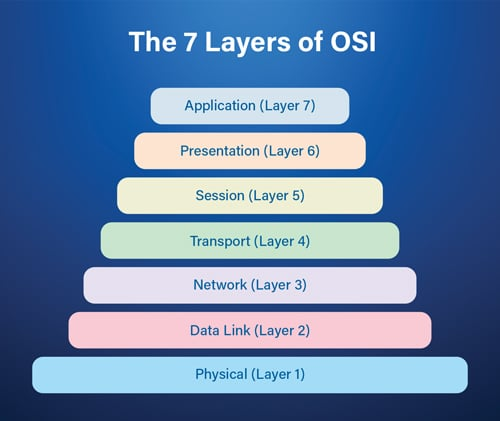 The 7 Layers of OSI
Application (Layer 7)
Presentation (Layer 6)
Session (Layer 5)
Transport (Layer 4)
Network (Layer 3)
Data Link (Layer 2)
Physical (Layer 1)